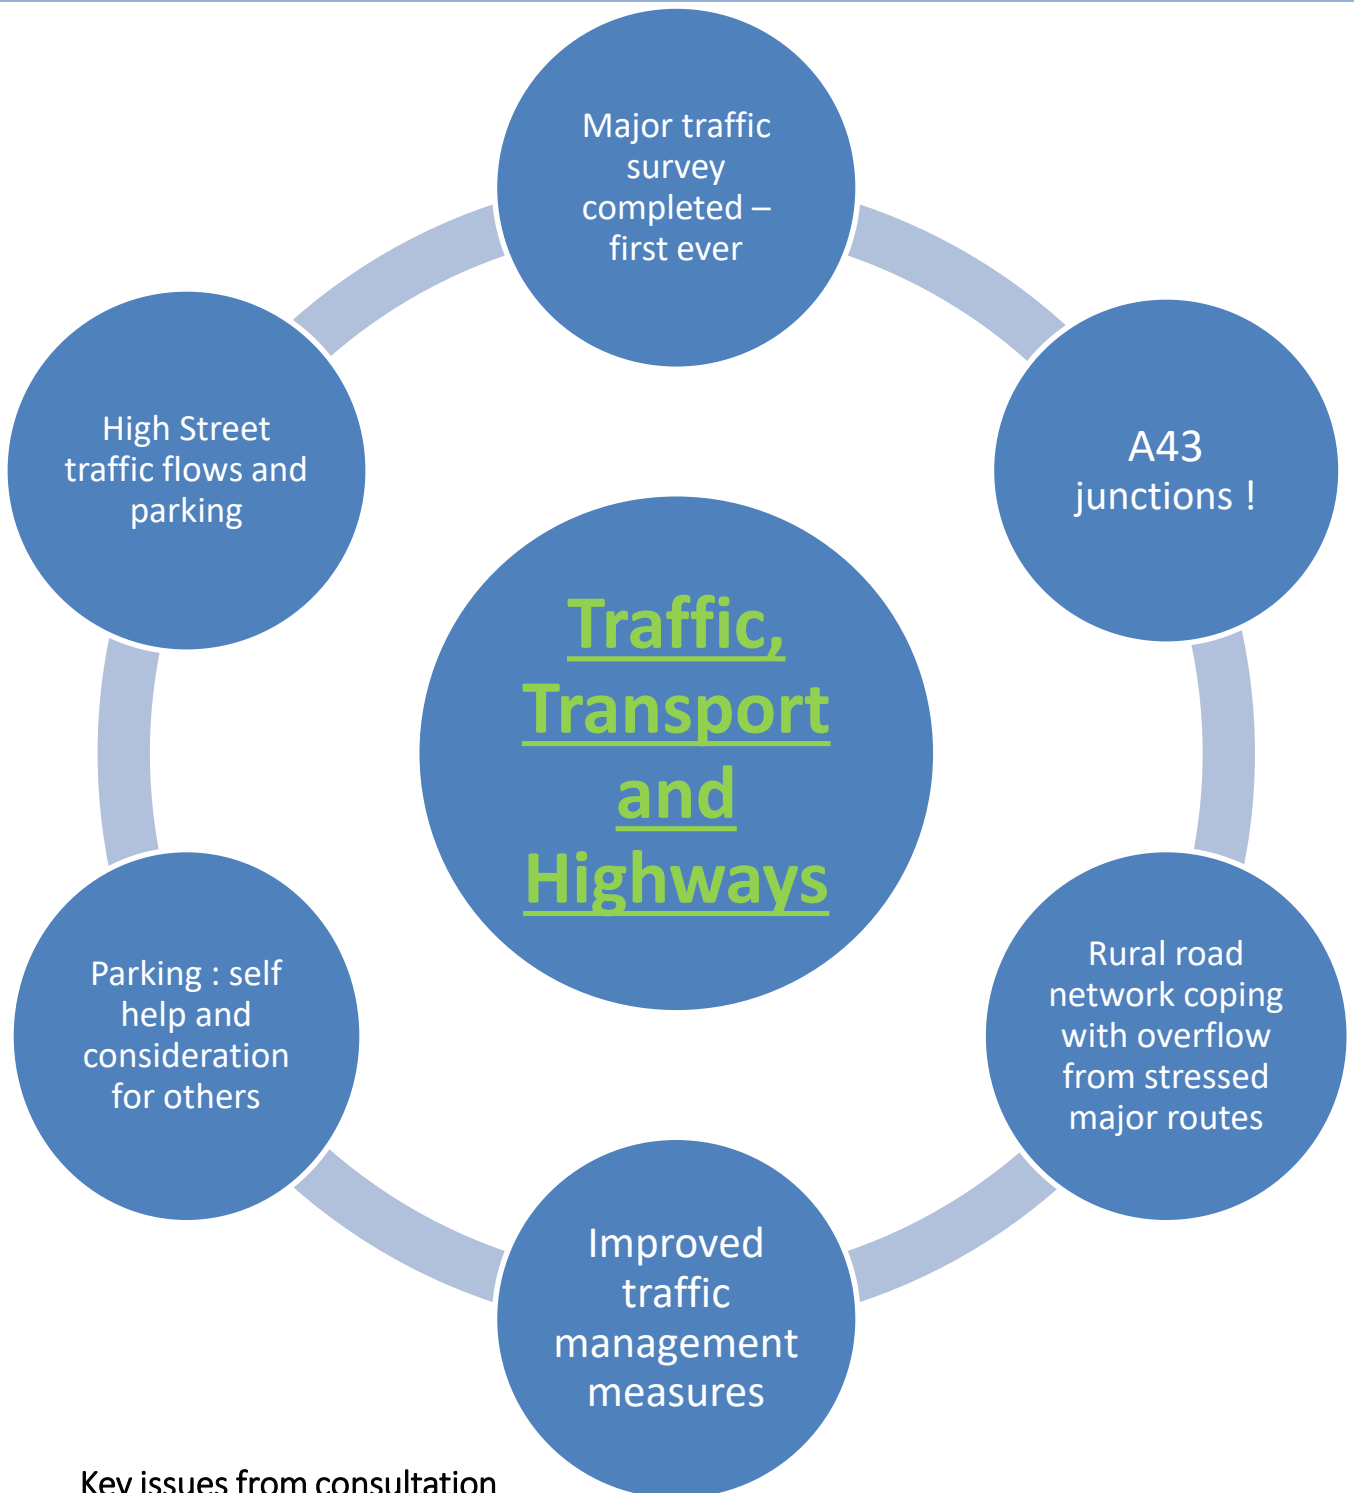 Major traffic
survey
completed –
first ever
A43
junctions !
Rural road
network coping
with overflow
from stressed
major routes
Improved
traffic
management
measures
Parking : self
help and
consideration
for others
High Street
traffic flows and
parking
Traffic,
Transport
and
Highways
Key issues from consultation